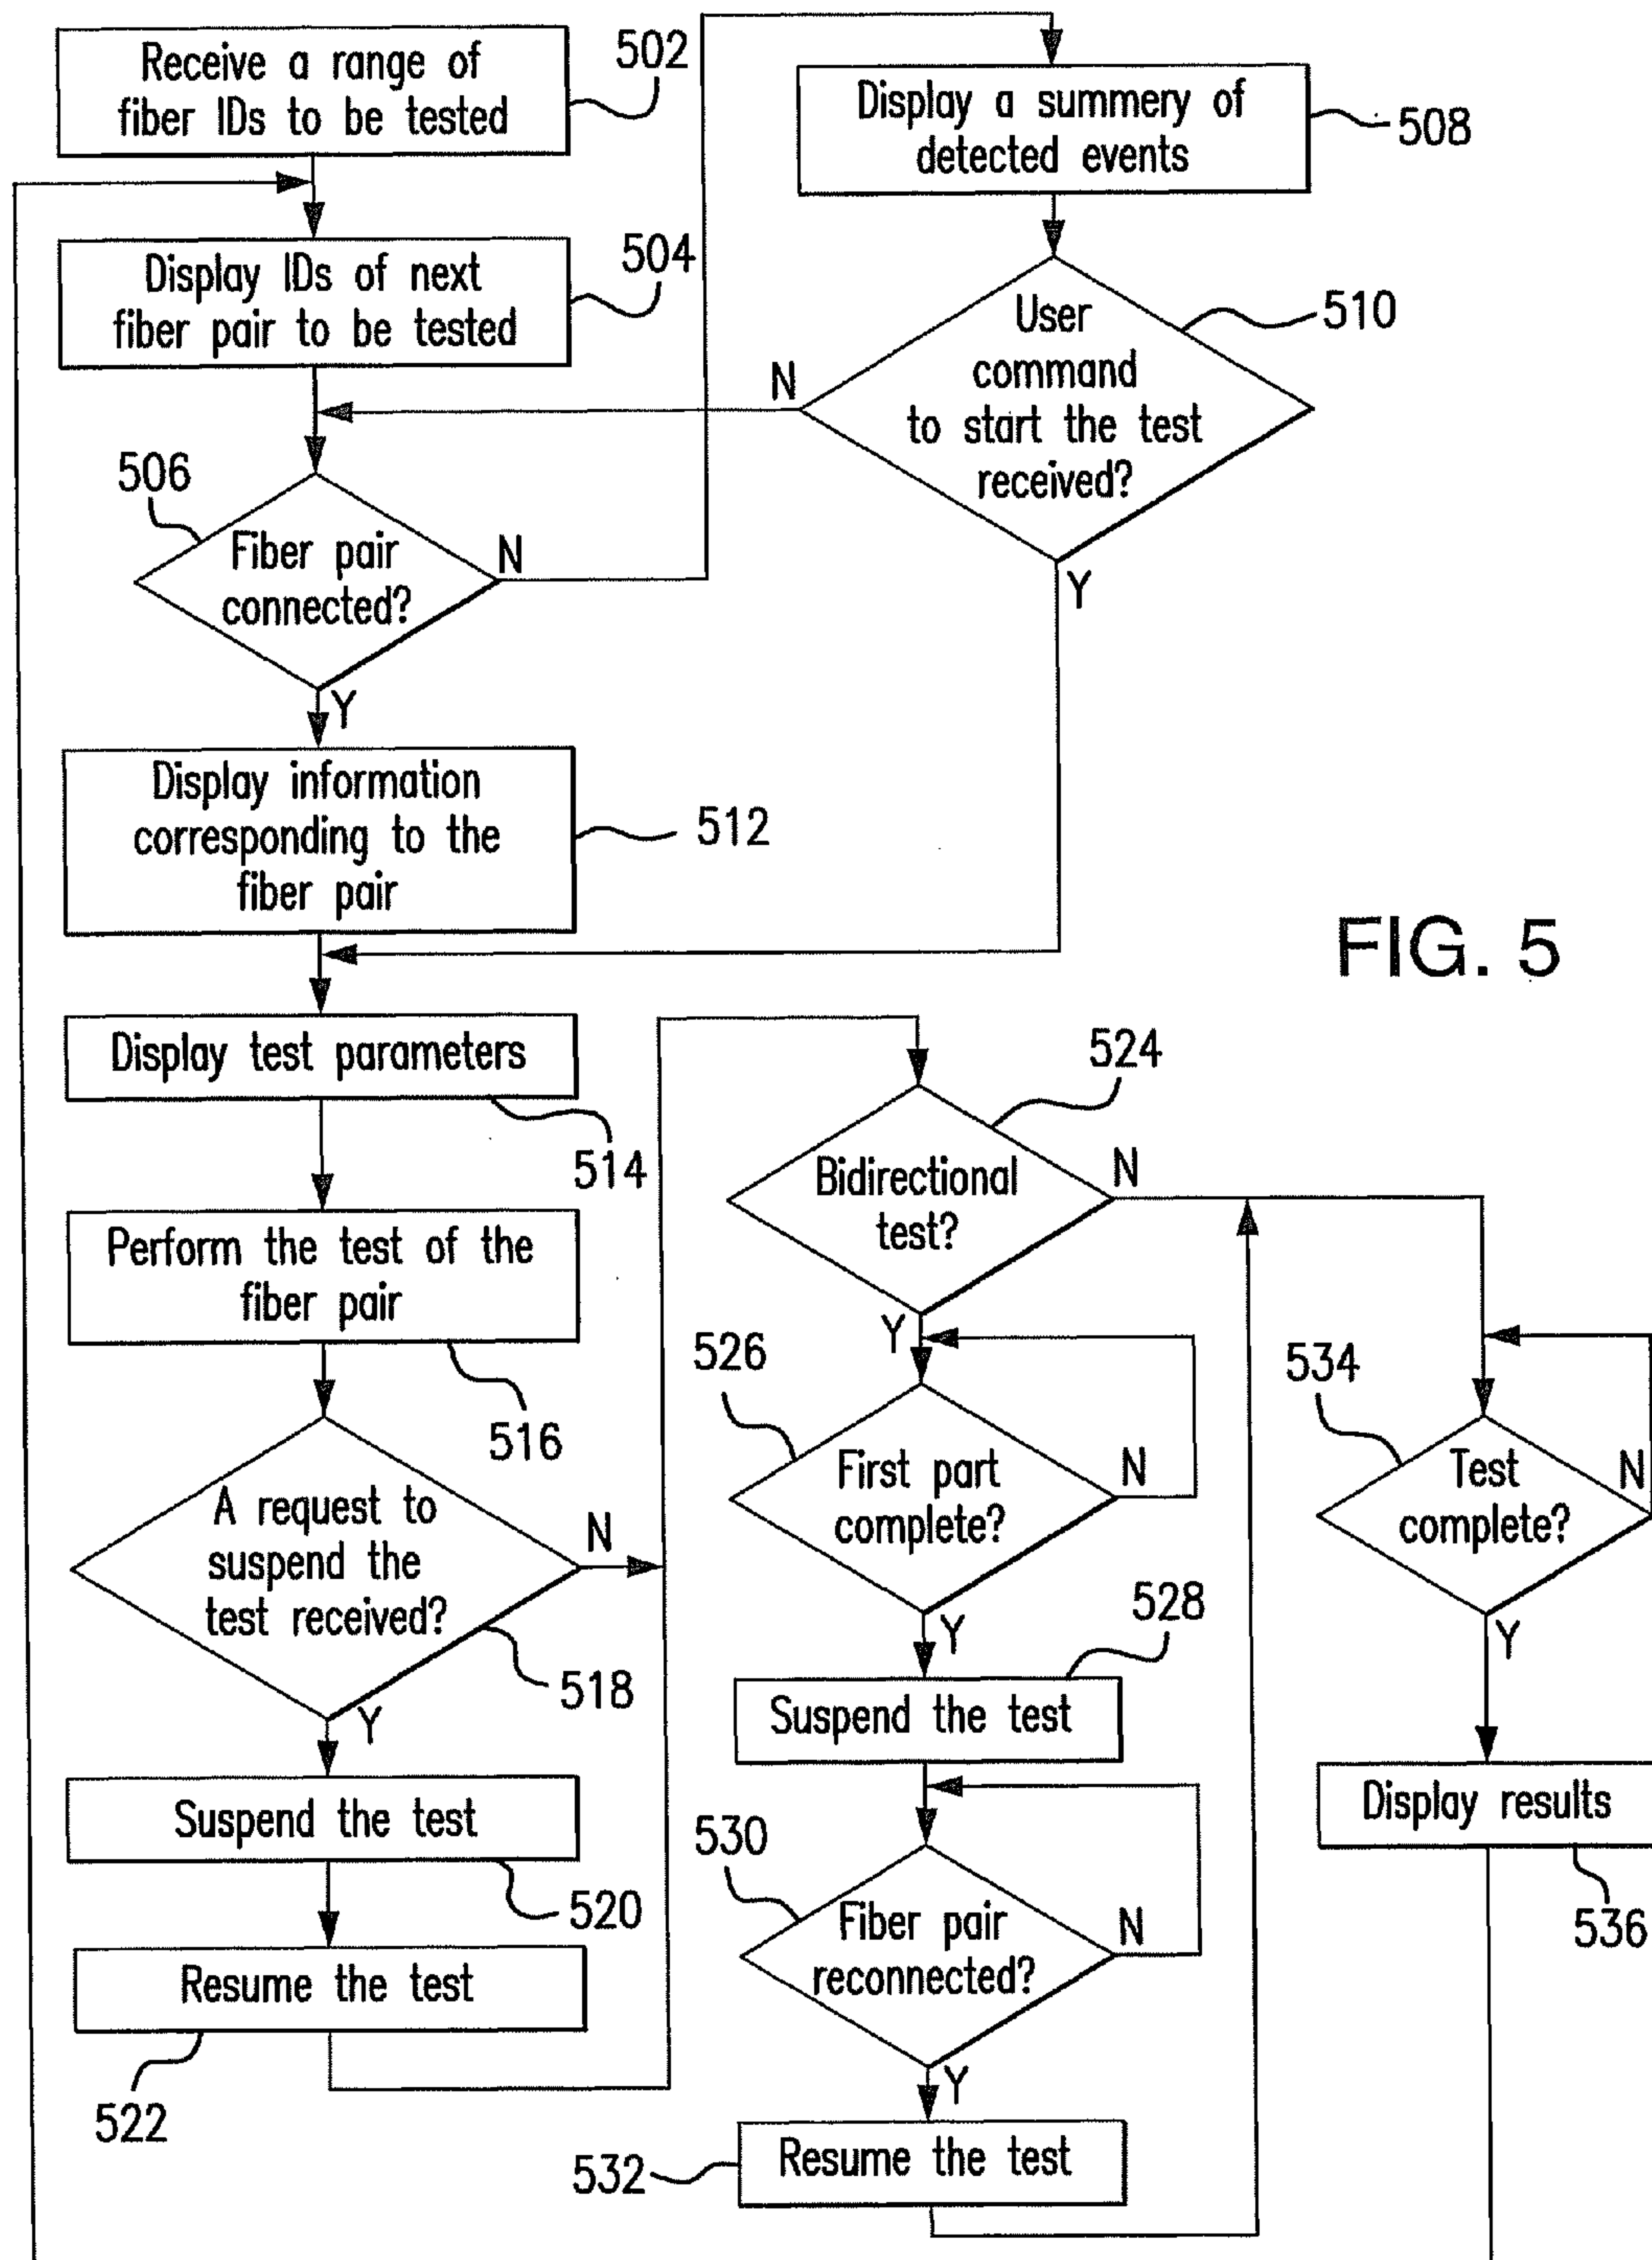 Receive a range of
fiber IDs to be tested
502
Display IDs of next
fiber pair to be tested
504
506
Fiber pair
connected?
N
Y
Display a summery of
detected events
508
User
command
to start the test
received?
510
N
Y
Display information
corresponding to the
fiber pair
512
FIG. 5
Display test parameters
514
Perform the test of the
fiber pair
516
A request to
suspend the
test received?
N
518
Y
Suspend the test
520
Resume the test
522
524
Bidirectional
test?
N
Y
526
First part
complete?
N
Y
528
Suspend the test
530
Fiber pair
reconnected?
N
Y
Resume the test
532
534
Test
complete?
N
Y
Display results
536